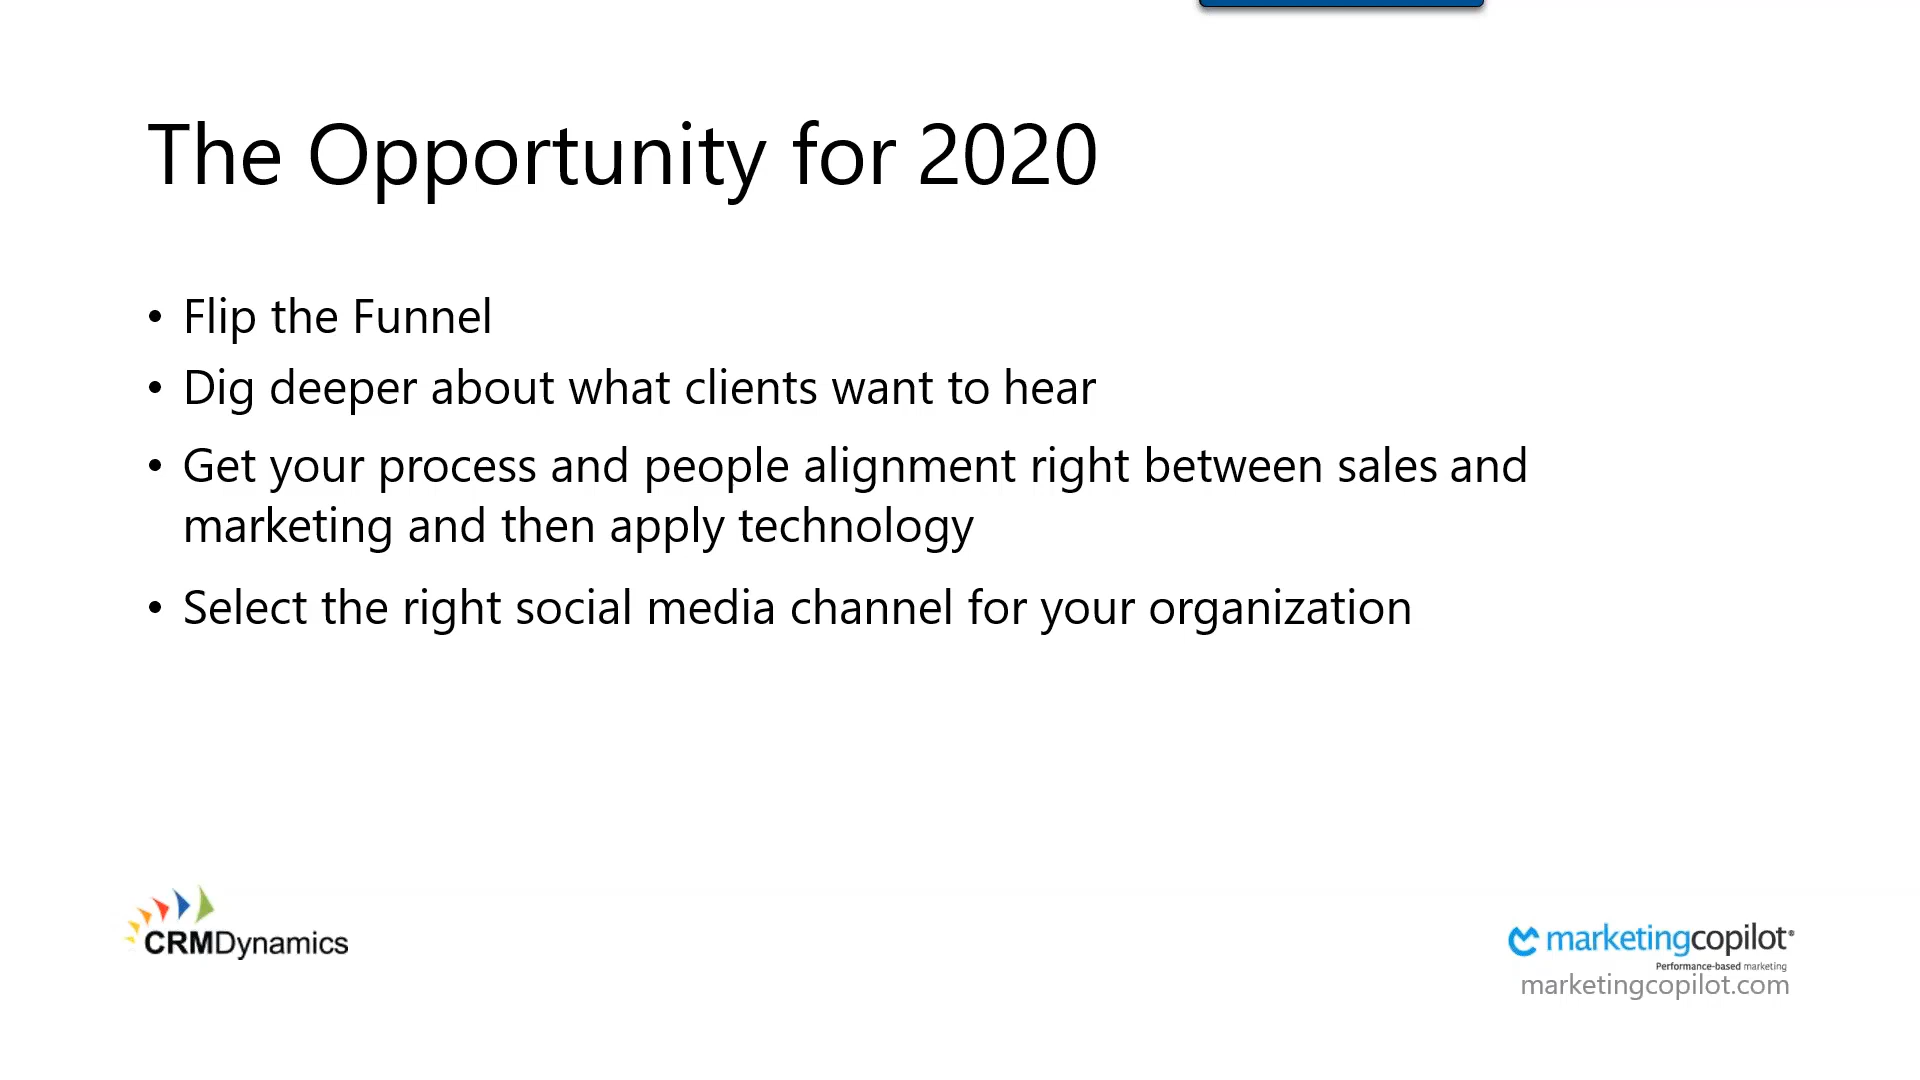 The Opportunity for 2020
• Flip the Funnel
• Dig deeper about what clients want to hear
• Get your process and people alignment right between sales and
marketing and then apply technology
• Select the right social media channel for your organization
CRMDynamics
marketingcopilot®
Performance-based marketing
marketingcopilot.com